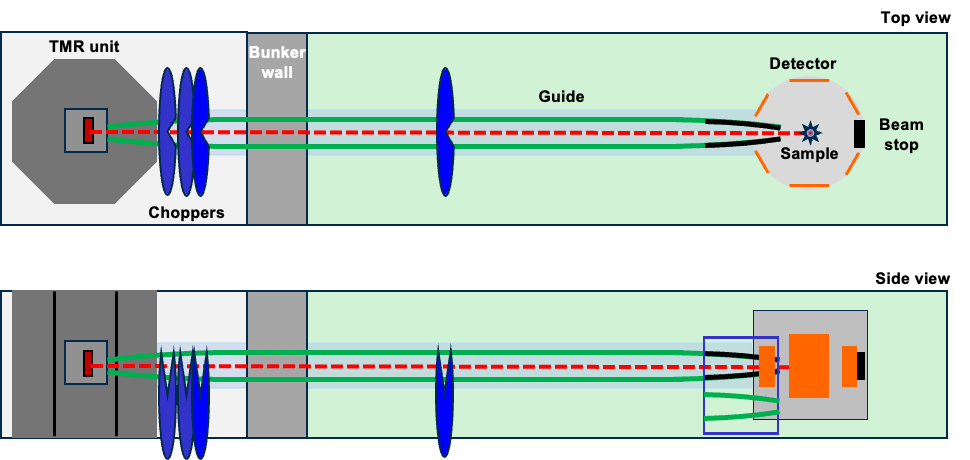 Top view
TMR unit
Bunker
wall
Detector
Guide
Beam
stop
Sample
Choppers
Side view